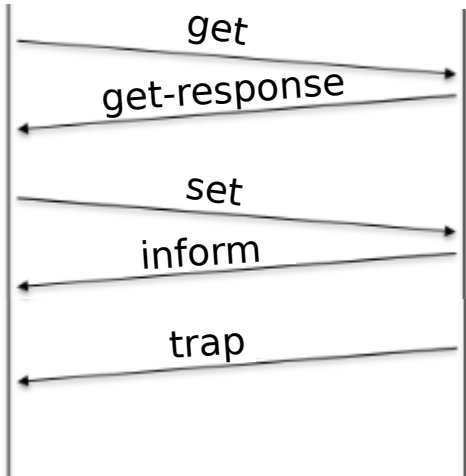 get
get-response
set
inform
trap